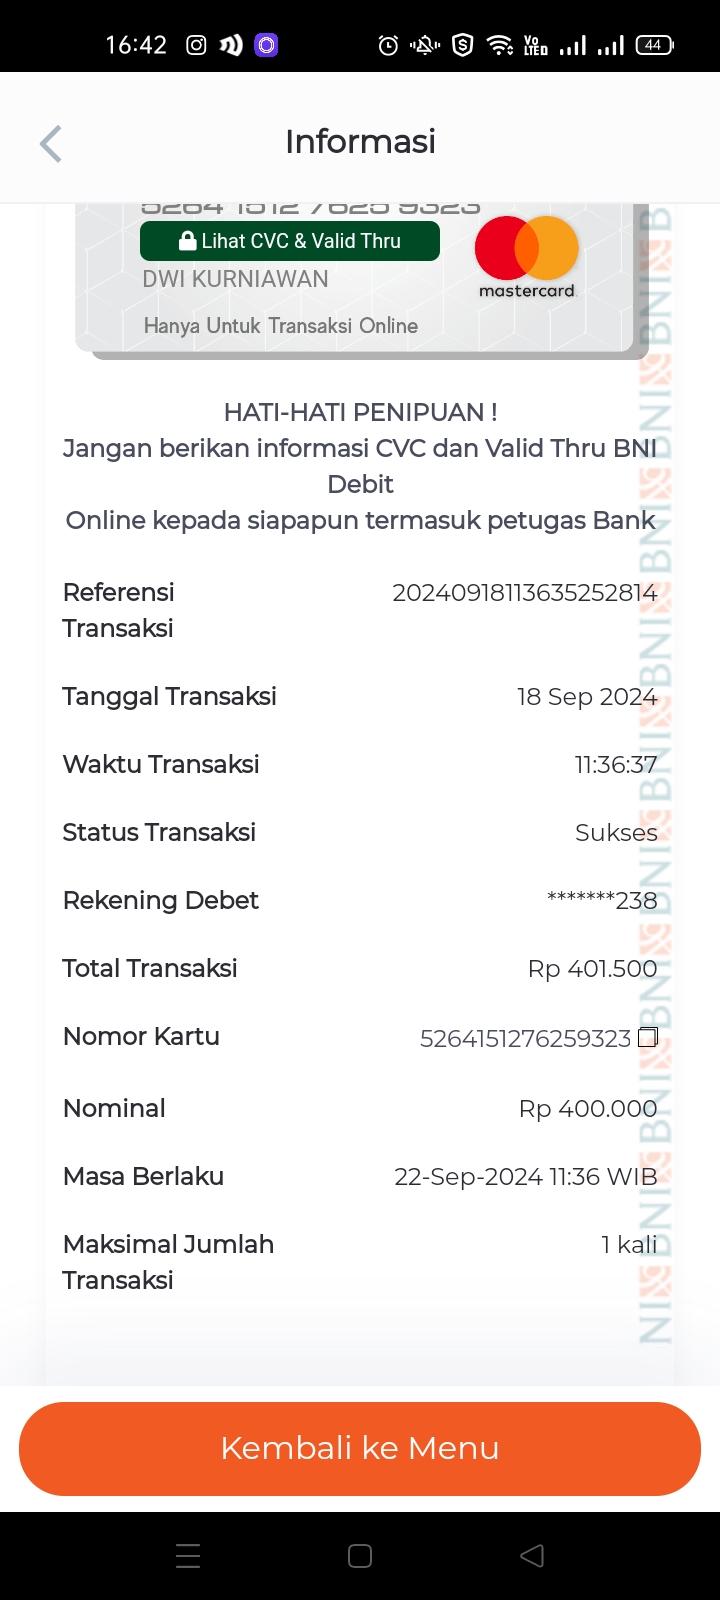 16:42
Vo
LTED
44
Informasi
5264 1512 7625 9323
Lihat CVC & Valid Thru
DWI KURNIAWAN
mastercard.
Hanya Untuk Transaksi Online
HATI-HATI PENIPUAN !
Jangan berikan informasi CVC dan Valid Thru BNI
Debit
Online kepada siapapun termasuk petugas Bank
Referensi 20240918113635252814
Transaksi
Tanggal Transaksi 18 Sep 2024
Waktu Transaksi 11:36:37
Status Transaksi Sukses
Rekening Debet *******238
Total Transaksi Rp 401.500
Nomor Kartu 5264151276259323
Nominal Rp 400.000
Masa Berlaku 22-Sep-2024 11:36 WIB
Maksimal Jumlah 1 kali
Transaksi
BNI BNI BNI BNI BNI BNI BNI BNI BNI NI
Kembali ke Menu